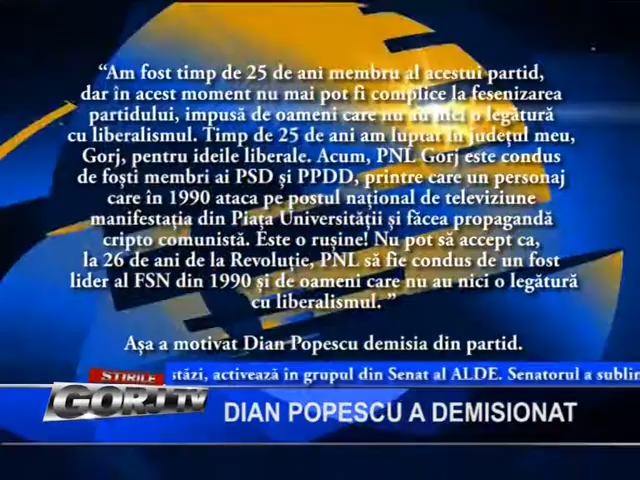 “Am fost timp de 25 de ani membru al acestui partid,
dar în acest moment nu mai pot fi complice la fesenizarea
partidului, impusă de oameni care nu au nici o legătură
cu liberalismul. Timp de 25 de ani am luptat în județul meu,
Gorj, pentru ideile liberale. Acum, PNL Gorj este condus
de foști membri ai PSD și PPDD, printre care un personaj
care în 1990 ataca pe postul național de televiziune
manifestația din Piața Universității și făcea propagandă
cripto comunistă. Este o rușine! Nu pot să accept ca,
la 26 de ani de la Revoluție, PNL să fie condus de un fost
lider al FSN din 1990 și de oameni care nu au nici o legătură
cu liberalismul. ”
Așa a motivat Dian Popescu demisia din partid.
ȘTIRILE
stăzi, activează în grupul din Senat al ALDE. Senatorul a sublin
GORJ TV
DIAN POPESCU A DEMISIONAT